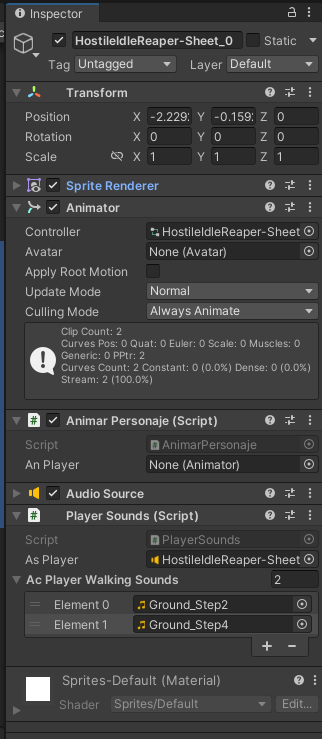 Inspector
HostileIdleReaper-Sheet_0 Static
Tag Untagged Layer Default
Transform
Position X -2.229 Y -0.159 Z 0
Rotation X 0 Y 0 Z 0
Scale X 1 Y 1 Z 1
Sprite Renderer
Animator
Controller HostileIdleReaper-Sheet
Avatar None (Avatar)
Apply Root Motion
Update Mode Normal
Culling Mode Always Animate
Clip Count: 2
Curves Pos: 0 Quat: 0 Euler: 0 Scale: 0 Muscles: 0 Generic: 0 PPtr: 2
Curves Count: 2 Constant: 0 (0.0%) Dense: 0 (0.0%) Stream: 2 (100.0%)
Animar Personaje (Script)
Script AnimarPersonaje
An Player None (Animator)
Audio Source
Player Sounds (Script)
Script PlayerSounds
As Player HostileIdleReaper-Sheet
Ac Player Walking Sounds 2
Element 0 Ground_Step2
Element 1 Ground_Step4
+ −
Sprites-Default (Material)
Shader Sprites/Default Edit...